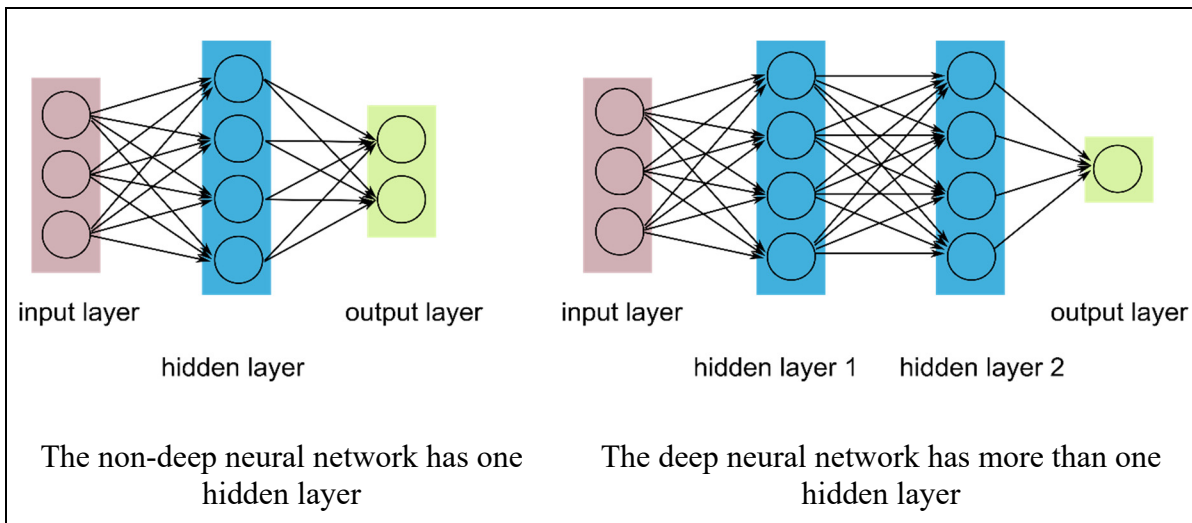 input layer
hidden layer
output layer
The non-deep neural network has one
hidden layer
input layer
hidden layer 1
hidden layer 2
output layer
The deep neural network has more than one
hidden layer